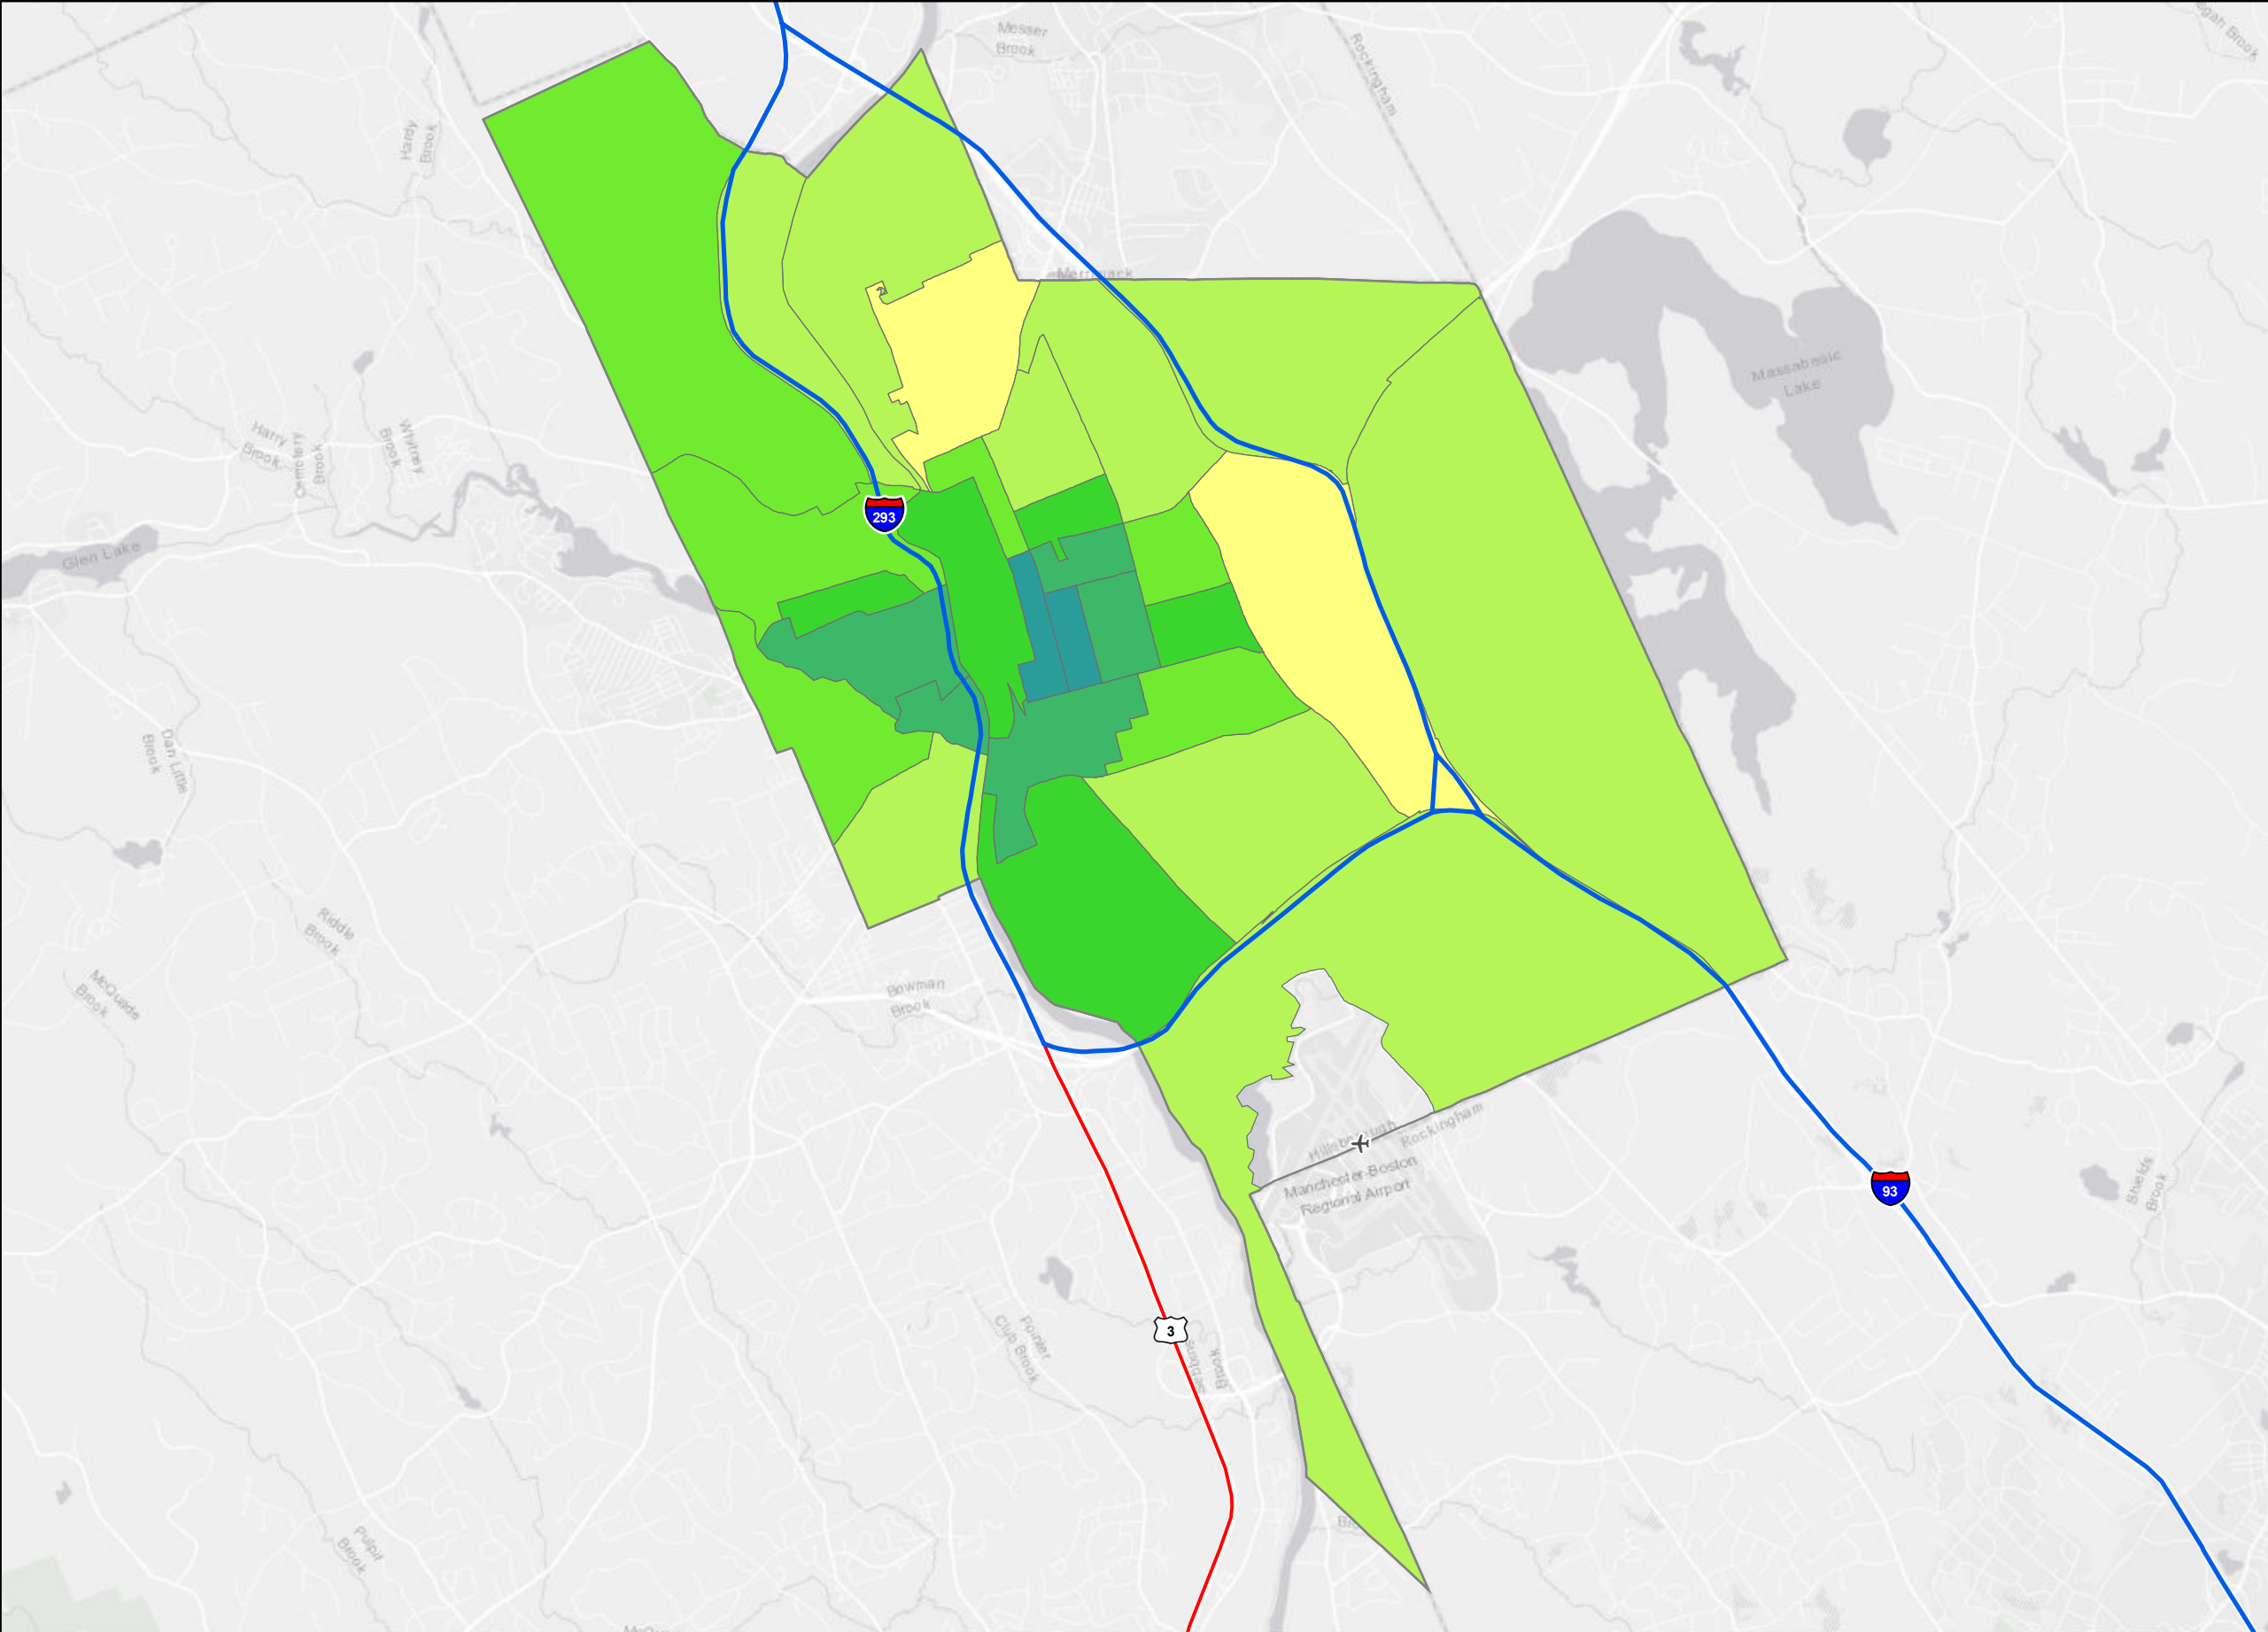 Messer
Brook
Rockingham
Hardy
Brook
Merrimack
Massabesic
Lake
Harry
Brook
Cemetery
Brook
Whitney
Brook
293
Glen Lake
Dan Little
Brook
Riddle
Brook
McQuade
Brook
Bowman
Brook
Hillsborough
Rockingham
Manchester-Boston
Regional Airport
93
Shields
Brook
3
Pointer
Club Brook
Sebbins
Brook
Pulpit
Brook